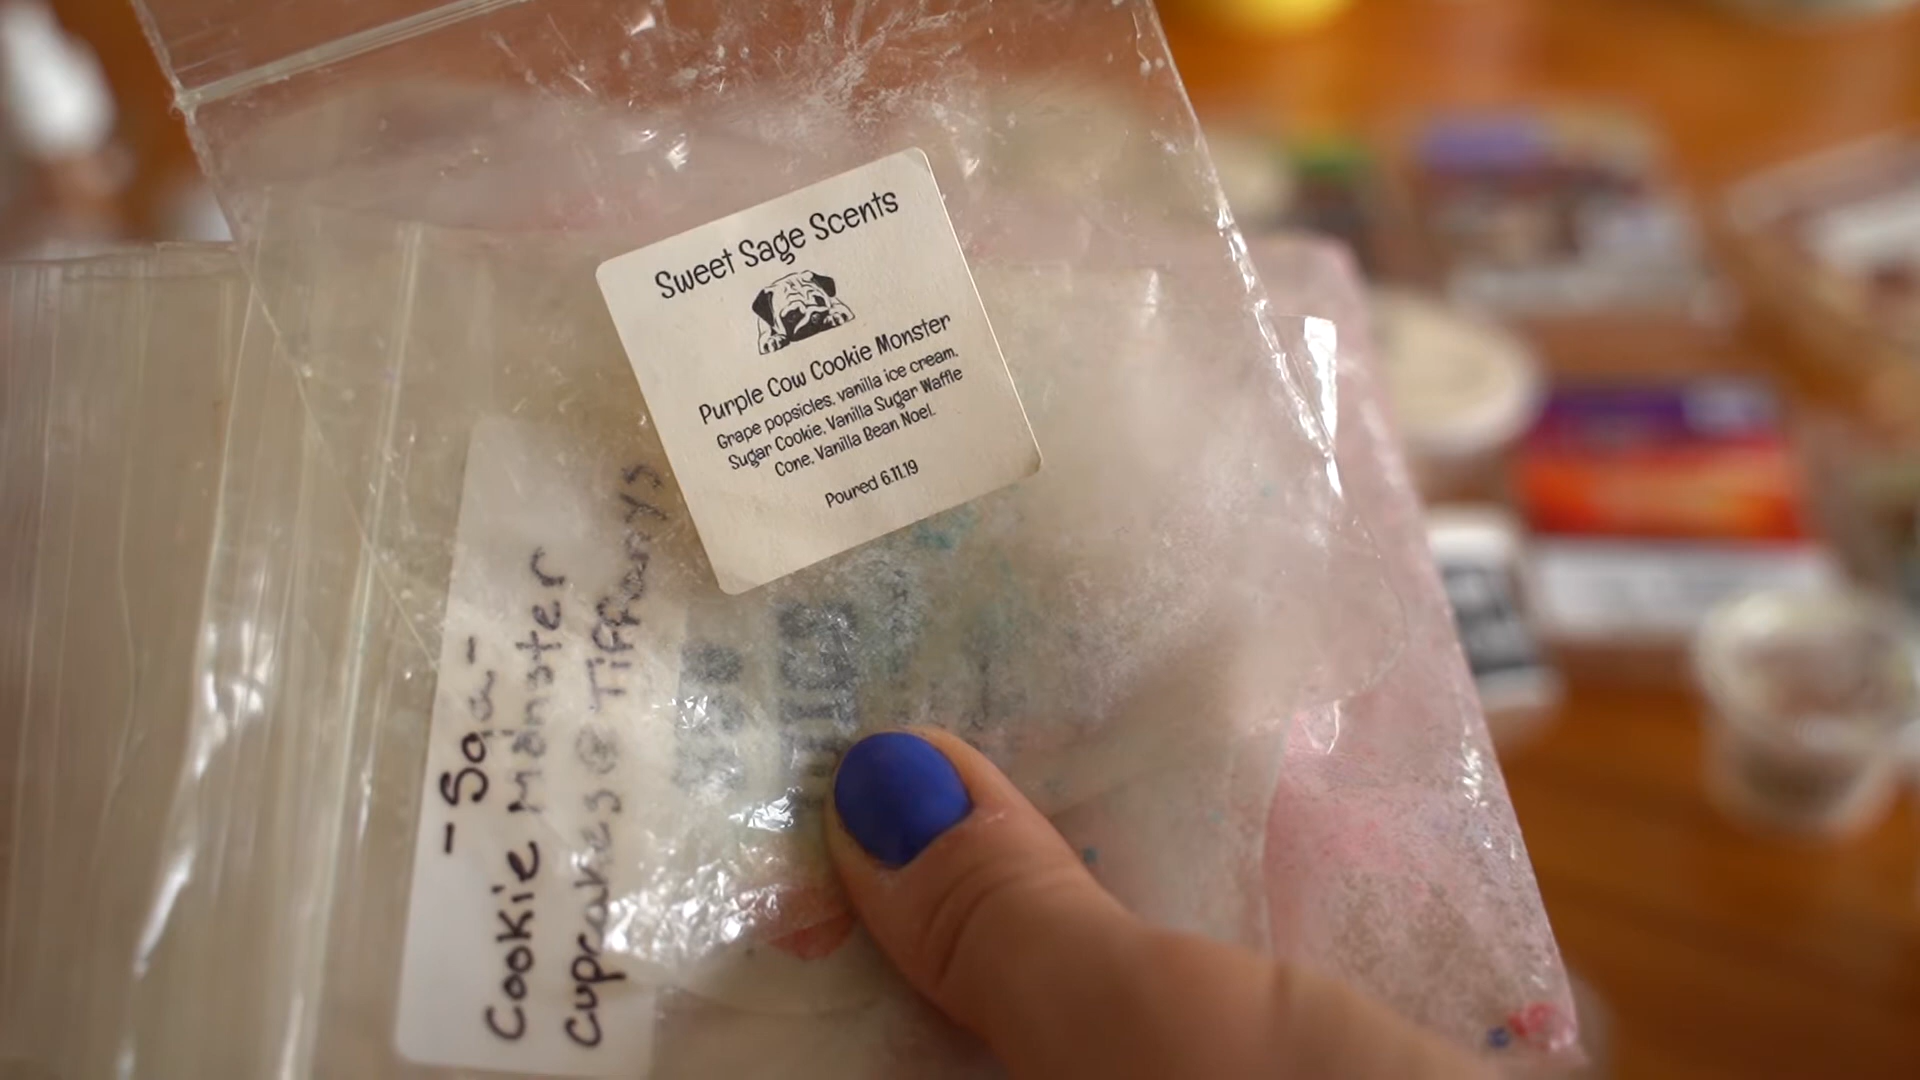 Sweet Sage Scents
Purple Cow Cookie Monster
Grape popsicles, vanilla ice cream,
Sugar Cookie, Vanilla Sugar Waffle
Cone, Vanilla Bean Noel.
Poured 6.11.19
Cookie Monster
Cupcakes @ Tiffany's